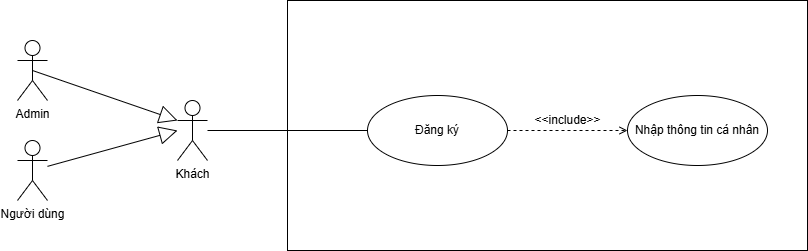 Admin
Người dùng
Khách
Đăng ký
<<include>>
Nhập thông tin cá nhân